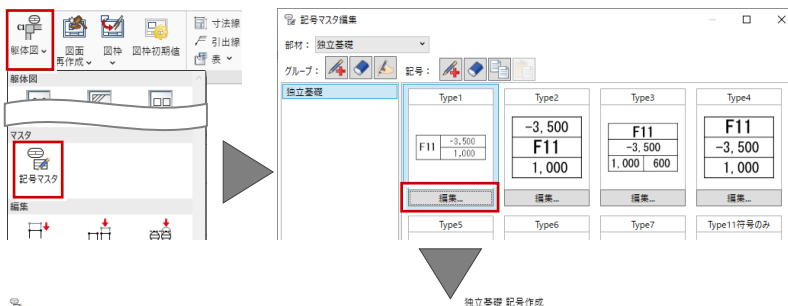 躯体図
図面
再作成
図枠
図枠初期値
寸法線
引出線
表
躯体図
マスタ
記号マスタ
編集
記号マスタ編集
部材： 独立基礎
グループ：
記号：
独立基礎
Type1
F11
-3,500
1,000
編集...
Type2
-3,500
F11
1,000
編集...
Type3
F11
-3,500
1,000 600
編集...
Type4
F11
-3,500
1,000
編集...
Type5
Type6
Type7
Type11符号のみ
独立基礎 記号作成